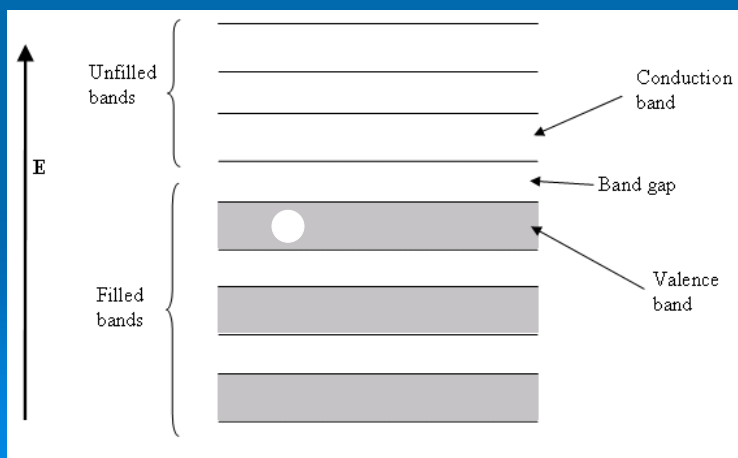 Unfilled
bands
Conduction
band
E
Band gap
Valence
band
Filled
bands